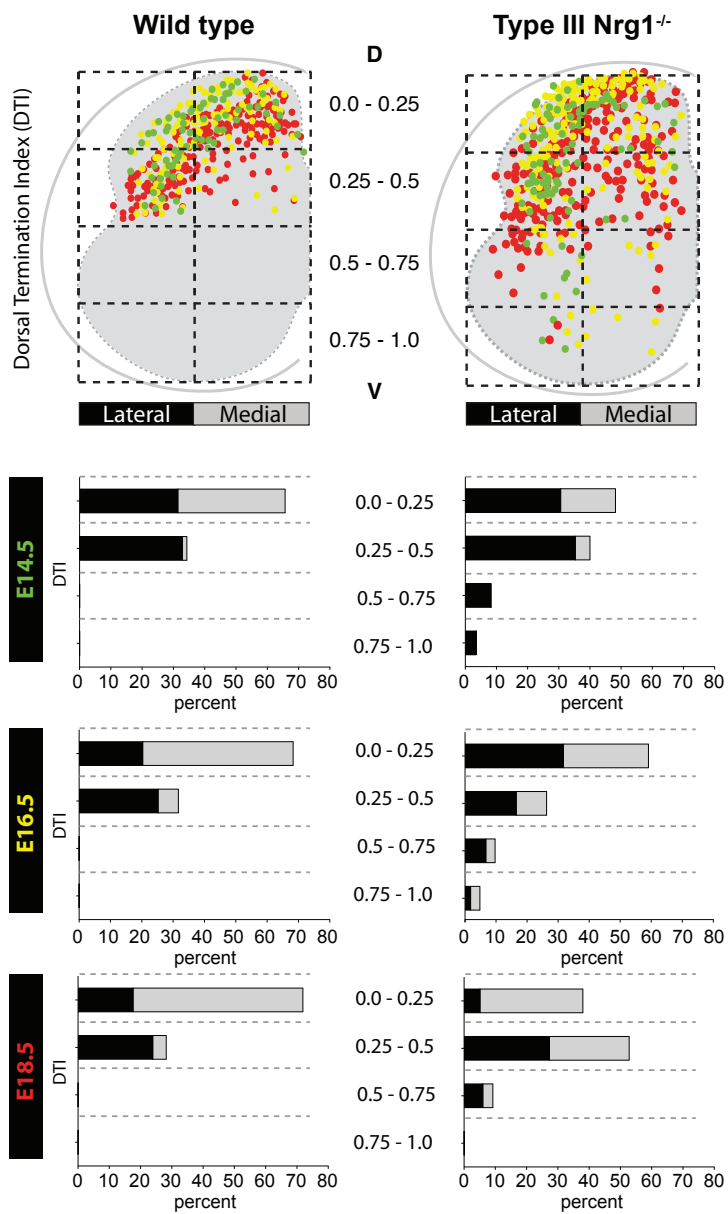 Wild type
Type III Nrg1-/-
D
Dorsal Termination Index (DTI)
0.0 - 0.25
0.25 - 0.5
0.5 - 0.75
0.75 - 1.0
V
Lateral Medial
Lateral Medial
E14.5
DTI
0.0 - 0.25
0.25 - 0.5
0.5 - 0.75
0.75 - 1.0
0 10 20 30 40 50 60 70 80
percent
0 10 20 30 40 50 60 70 80
percent
E16.5
DTI
0.0 - 0.25
0.25 - 0.5
0.5 - 0.75
0.75 - 1.0
0 10 20 30 40 50 60 70 80
percent
0 10 20 30 40 50 60 70 80
percent
E18.5
DTI
0.0 - 0.25
0.25 - 0.5
0.5 - 0.75
0.75 - 1.0
0 10 20 30 40 50 60 70 80
percent
0 10 20 30 40 50 60 70 80
percent